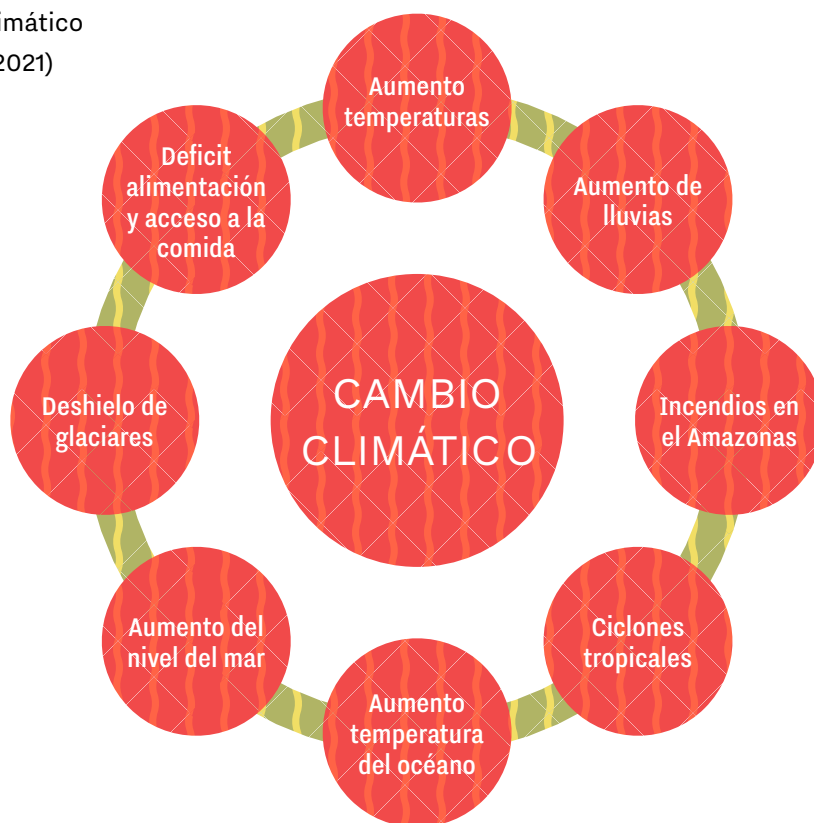 imático
2021)
Aumento
temperaturas
Aumento de
lluvias
Incendios en
el Amazonas
Ciclones
tropicales
Aumento
temperatura
del océano
Aumento del
nivel del mar
Deshielo de
glaciares
Deficit
alimentación
y acceso a la
comida
CAMBIO
CLIMÁTICO